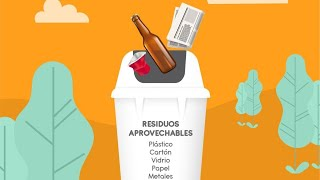 RESIDUOS
APROVECHABLES
Plástico
Cartón
Vidrio
Papel
Metales